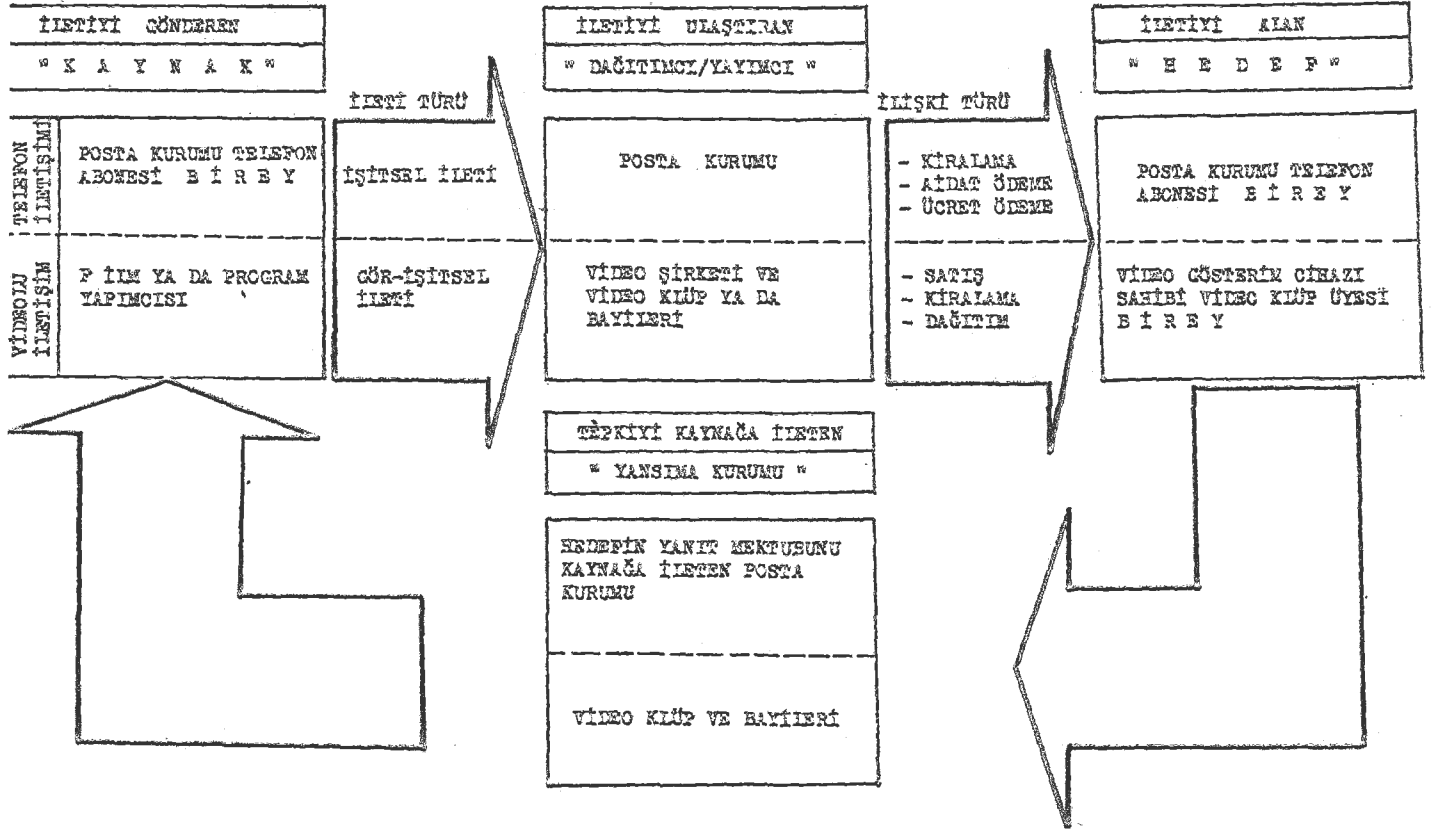 İLETİYİ GÖNDEREN
" K A Y N A K "
İLETİYİ ULAŞTIRAN
" DAĞITIMCI/YAYIMCI "
İLETİYİ ALAN
" H E D E F "
İLETİ TÜRÜ
İLİŞKİ TÜRÜ
TELEFON
İLETİŞİMİ
POSTA KURUMU TELEFON
ABONESİ B İ R E Y
İŞİTSEL İLETİ
POSTA KURUMU
- KİRALAMA
- AİDAT ÖDEME
- ÜCRET ÖDEME
POSTA KURUMU TELEFON
ABONESİ B İ R E Y
VİDEOLU
İLETİŞİM
F İLM YA DA PROGRAM
YAPIMCISI
GÖR-İŞİTSEL
İLETİ
VİDEO ŞİRKETİ VE
VİDEO KLÜP YA DA
BAYİLERİ
- SATIŞ
- KİRALAMA
- DAĞITIM
VİDEO GÖSTERİM CİHAZI
SAHİBİ VİDEO KLÜP ÜYESİ
B İ R E Y
TEPKİYİ KAYNAĞA İLETEN
" YANSIMA KURUMU "
HEDEFİN YANIT MEKTUBUNU
KAYNAĞA İLETEN POSTA
KURUMU
VİDEO KLÜP VE BAYİLERİ